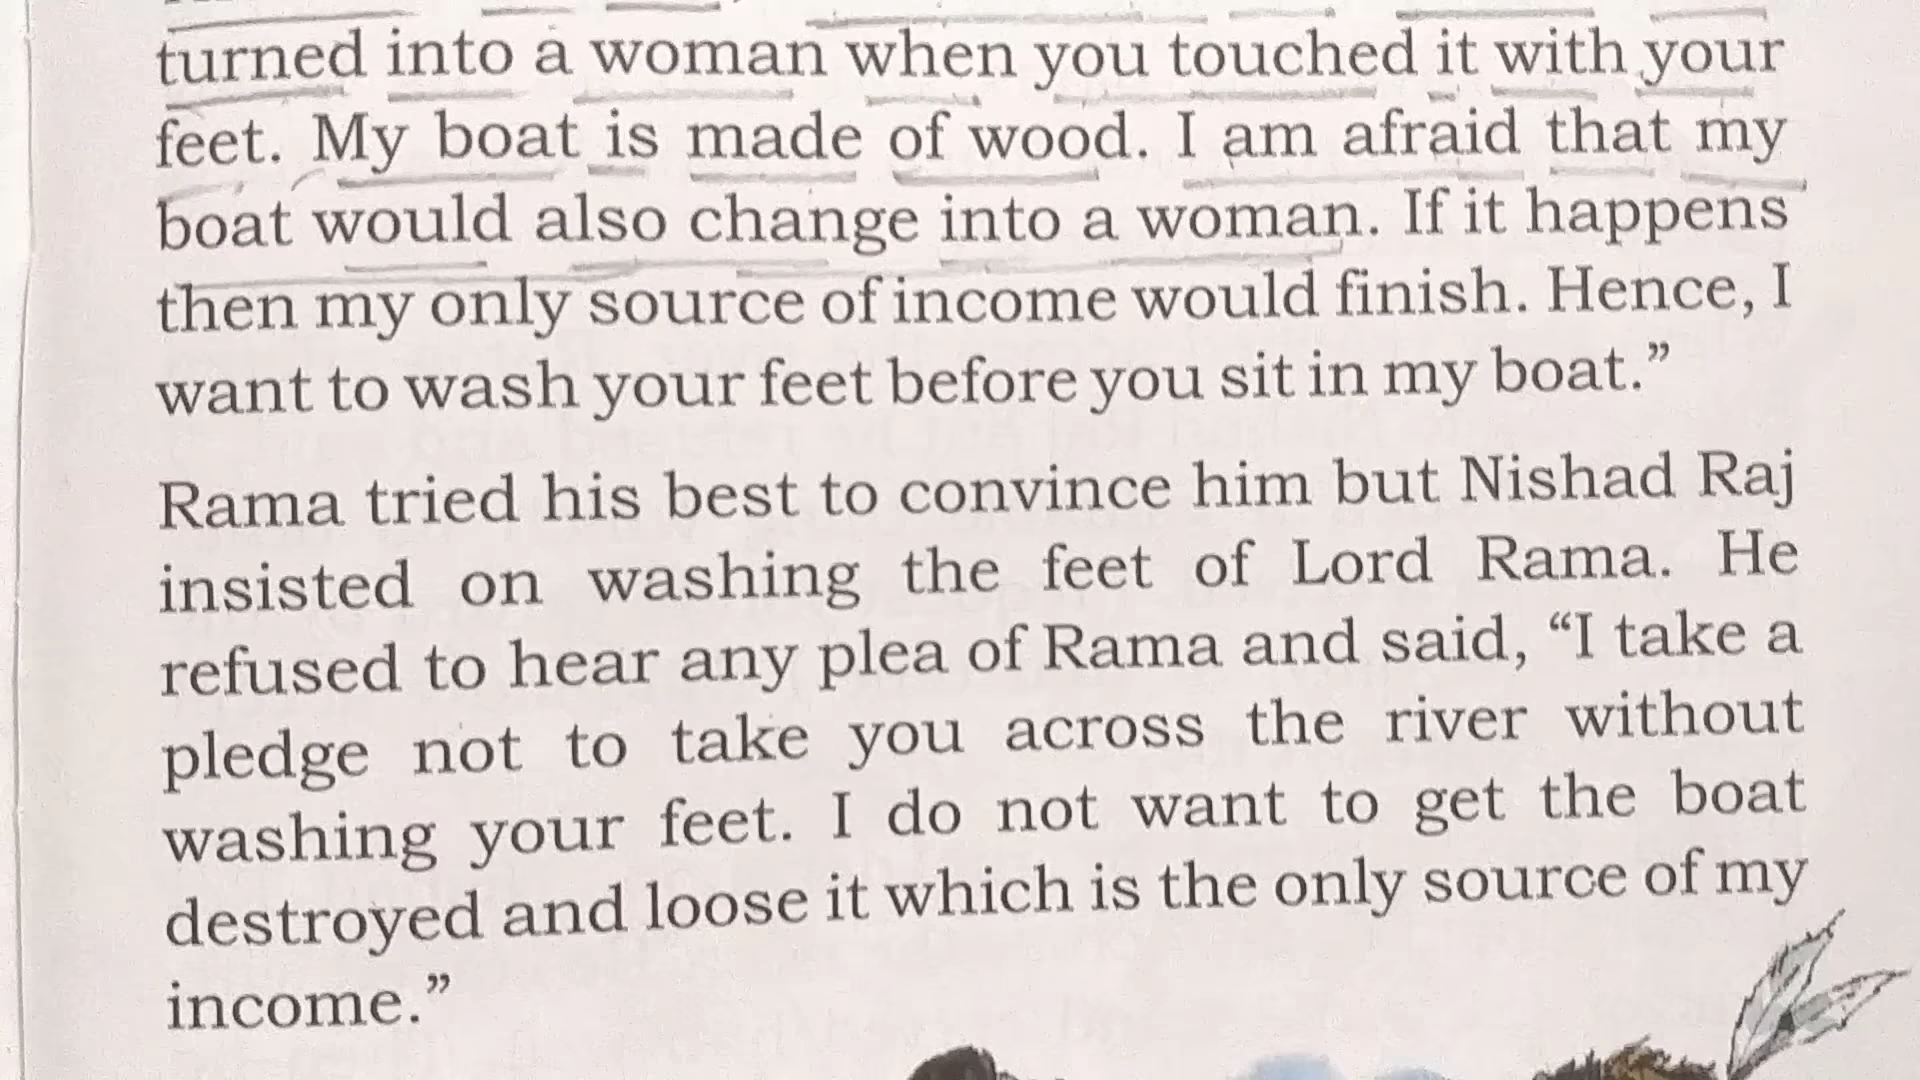 turned into a woman when you touched it with your
feet. My boat is made of wood. I am afraid that my
boat would also change into a woman. If it happens
then my only source of income would finish. Hence, I
want to wash your feet before you sit in my boat.”
Rama tried his best to convince him but Nishad Raj
insisted on washing the feet of Lord Rama. He
refused to hear any plea of Rama and said, “I take a
pledge not to take you across the river without
washing your feet. I do not want to get the boat
destroyed and loose it which is the only source of my
income.”